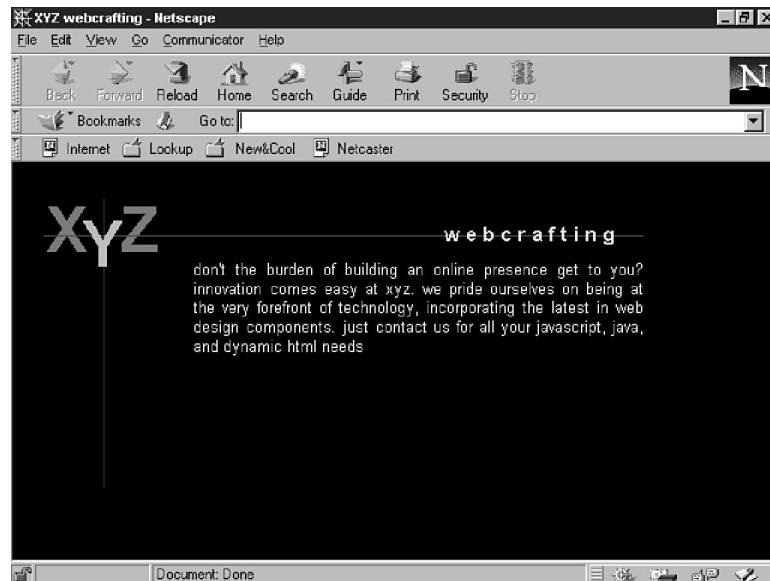 XYZ webcrafting - Netscape
File Edit View Go Communicator Help
Back Forward Reload Home Search Guide Print Security Stop
N
Bookmarks Go to:
Internet Lookup New&Cool Netcaster
XYZ
webcrafting
don't the burden of building an online presence get to you?
innovation comes easy at xyz. we pride ourselves on being at
the very forefront of technology, incorporating the latest in web
design components. just contact us for all your javascript, java,
and dynamic html needs
Document: Done